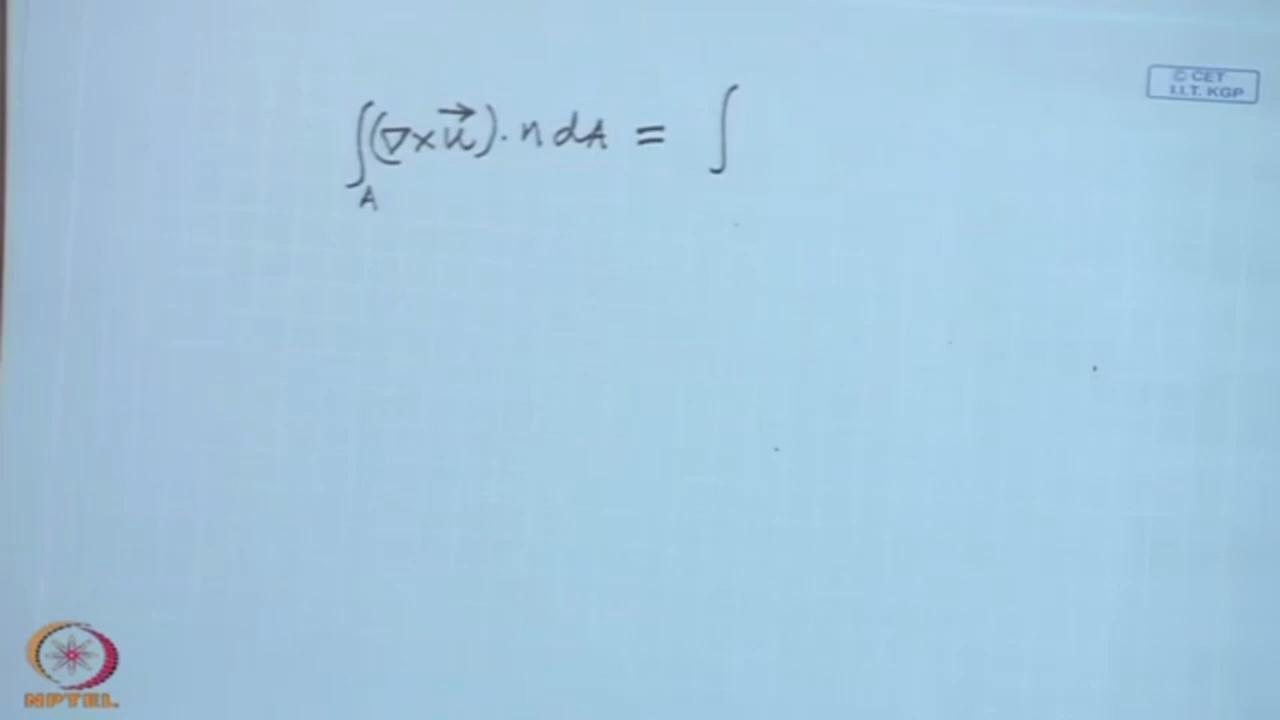 © CET
I.I.T. KGP
∫_A (∇×u⃗)·n dA = ∫
NPTEL